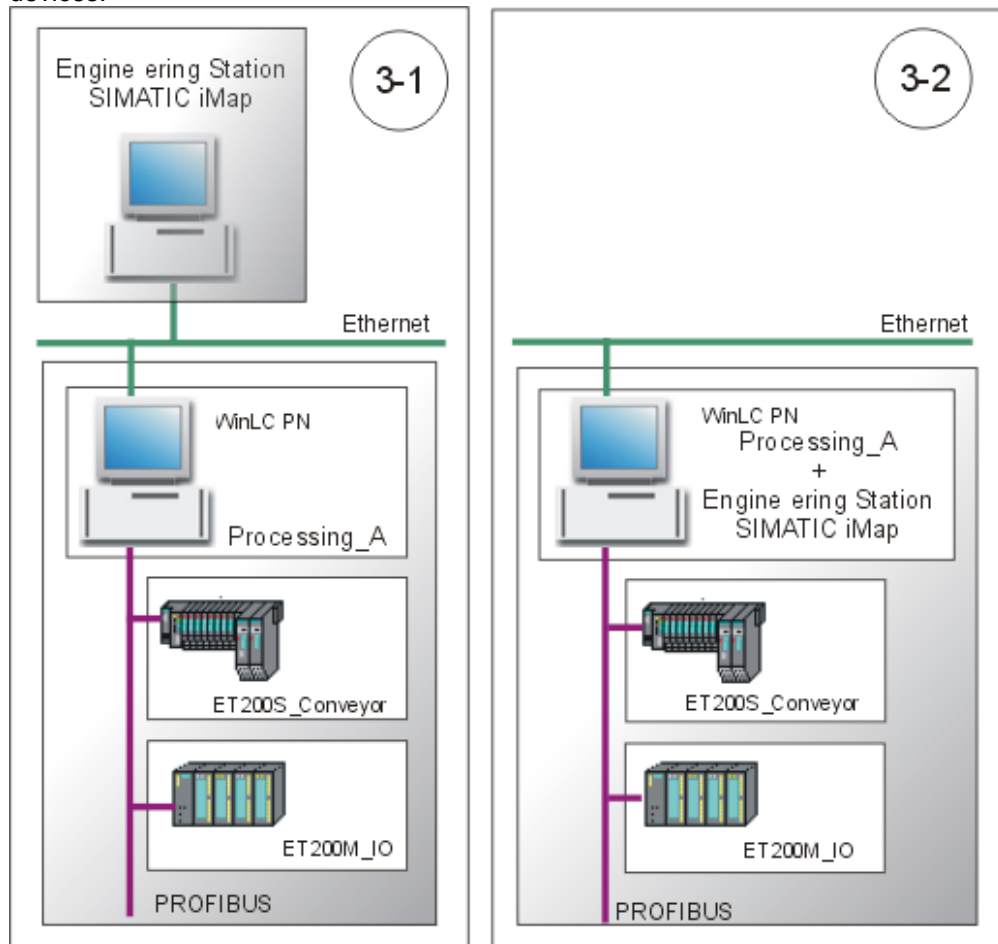 devices.
Engine ering Station
SIMATIC iMap
3-1
Ethernet
WinLC PN
Processing_A
ET200S_Conveyor
ET200M_IO
PROFIBUS
3-2
Ethernet
WinLC PN
Processing_A
+
Engine ering Station
SIMATIC iMap
ET200S_Conveyor
ET200M_IO
PROFIBUS